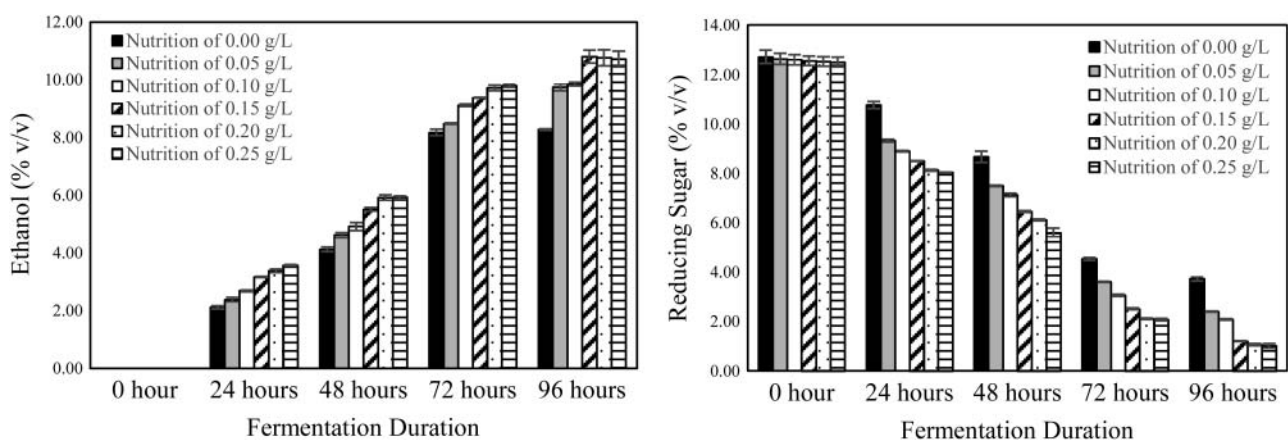 12.00
10.00
8.00
6.00
4.00
2.00
0.00
Ethanol (% v/v)
Nutrition of 0.00 g/L
Nutrition of 0.05 g/L
Nutrition of 0.10 g/L
Nutrition of 0.15 g/L
Nutrition of 0.20 g/L
Nutrition of 0.25 g/L
0 hour 24 hours 48 hours 72 hours 96 hours
Fermentation Duration
14.00
12.00
10.00
8.00
6.00
4.00
2.00
0.00
Reducing Sugar (% v/v)
Nutrition of 0.00 g/L
Nutrition of 0.05 g/L
Nutrition of 0.10 g/L
Nutrition of 0.15 g/L
Nutrition of 0.20 g/L
Nutrition of 0.25 g/L
0 hour 24 hours 48 hours 72 hours 96 hours
Fermentation Duration